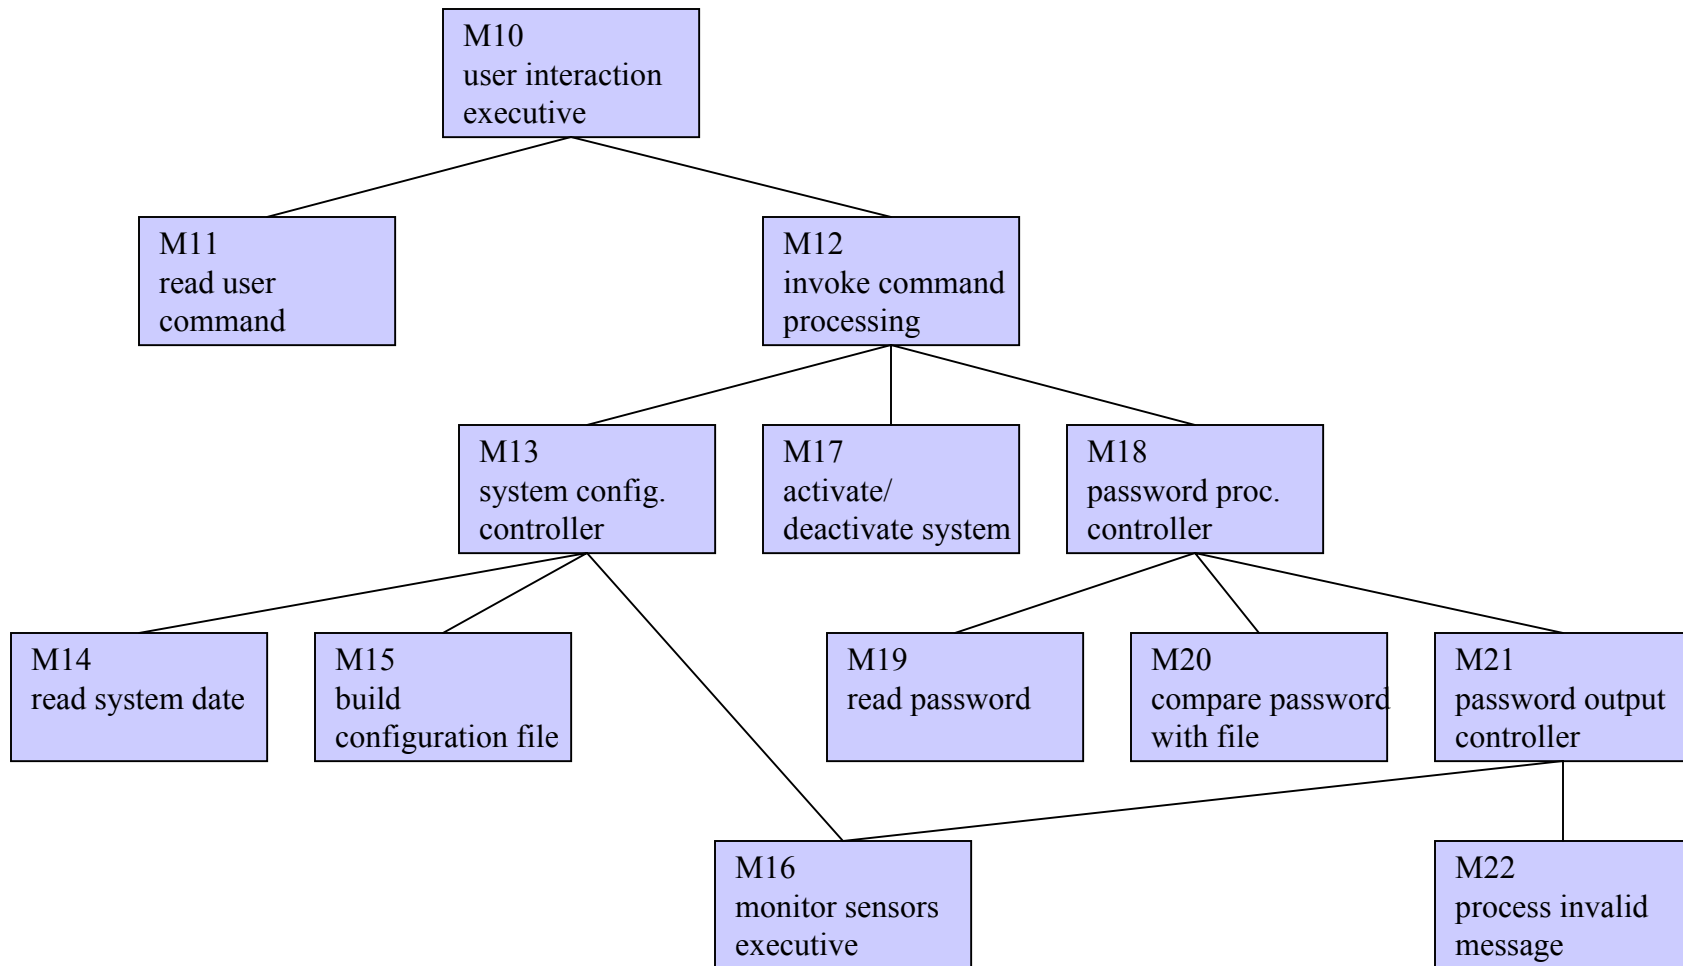 M10
user interaction
executive
M11
read user
command
M12
invoke command
processing
M13
system config.
controller
M17
activate/
deactivate system
M18
password proc.
controller
M14
read system date
M15
build
configuration file
M19
read password
M20
compare password
with file
M21
password output
controller
M16
monitor sensors
executive
M22
process invalid
message